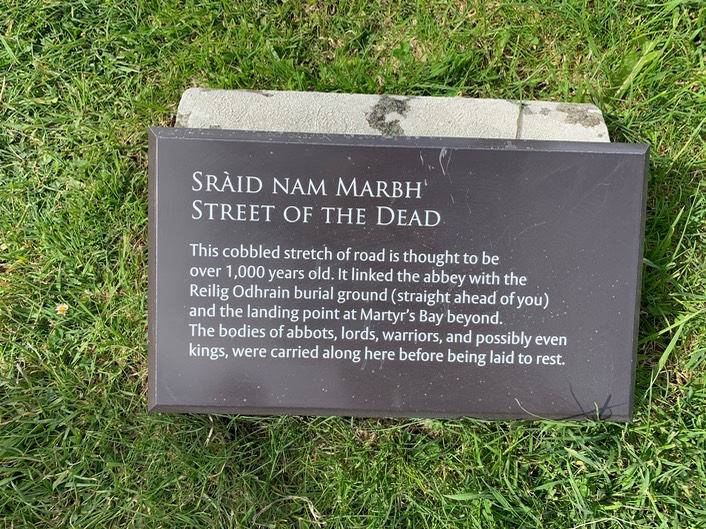 Sràid nam Marbh
Street of the Dead
This cobbled stretch of road is thought to be
over 1,000 years old. It linked the abbey with the
Reilig Odhrain burial ground (straight ahead of you)
and the landing point at Martyr's Bay beyond.
The bodies of abbots, lords, warriors, and possibly even
kings, were carried along here before being laid to rest.